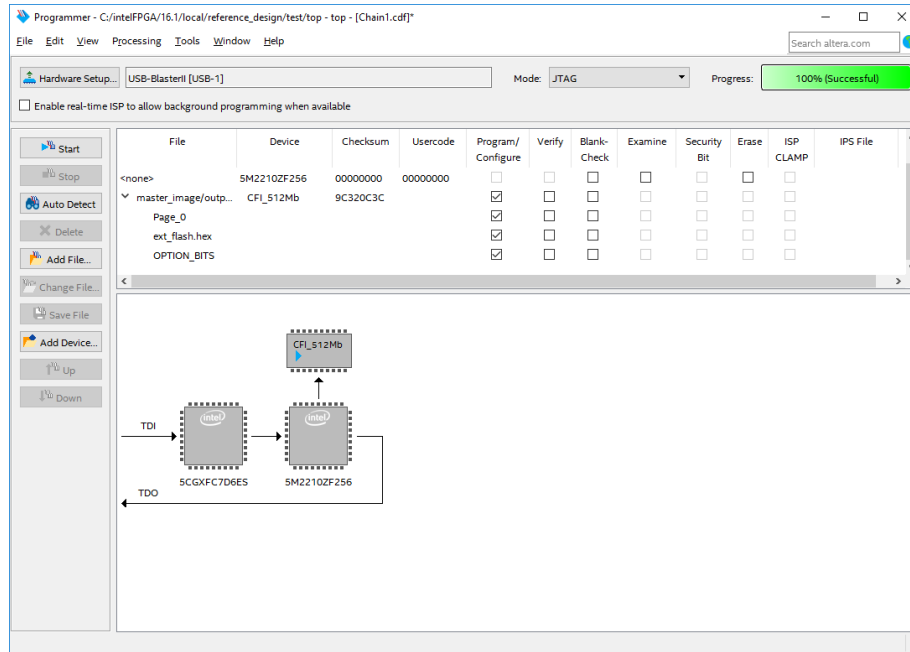 Programmer - C:/intelFPGA/16.1/local/reference_design/test/top - top - [Chain1.cdf]*
File Edit View Processing Tools Window Help
Search altera.com
Hardware Setup... USB-BlasterII [USB-1] Mode: JTAG Progress: 100% (Successful)
Enable real-time ISP to allow background programming when available
Start
Stop
Auto Detect
Delete
Add File...
Change File...
Save File
Add Device...
Up
Down
File Device Checksum Usercode Program/ Configure Verify Blank- Check Examine Security Bit Erase ISP CLAMP IPS File
<none> 5M2210ZF256 00000000 00000000
master_image/outp... CFI_512Mb 9C320C3C
Page_0
ext_flash.hex
OPTION_BITS
CFI_512Mb
intel intel
TDI
5CGXFC7D6ES 5M2210ZF256
TDO